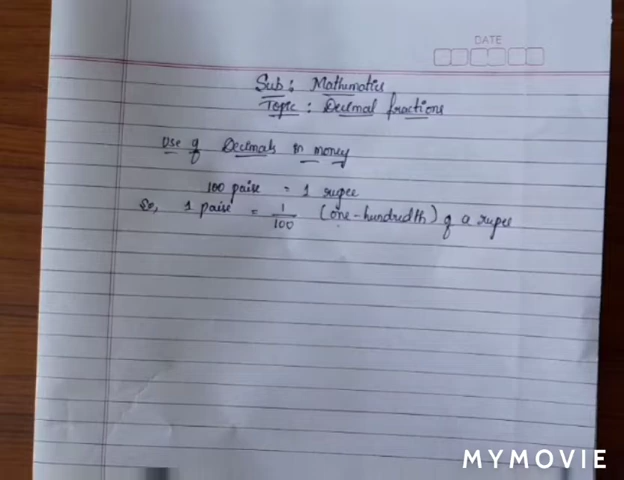 DATE
Sub: Mathematics
Topic: Decimal fractions
Use of Decimals in money
100 paise = 1 rupee
So, 1 paise = 1/100 (one-hundredth) of a rupee
MYMOVIE